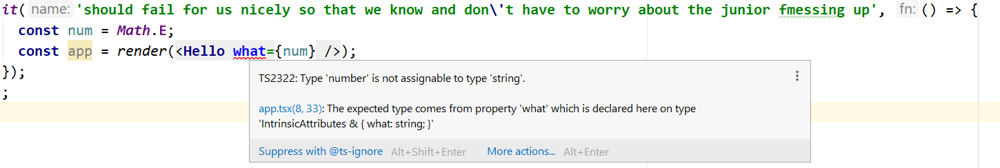 it( name: 'should fail for us nicely so that we know and don\'t have to worry about the junior fmessing up', fn: () => {
const num = Math.E;
const app = render(<Hello what={num} />);
});
;
TS2322: Type 'number' is not assignable to type 'string'.
app.tsx(8, 33): The expected type comes from property 'what' which is declared here on type
'IntrinsicAttributes & { what: string; }'
Suppress with @ts-ignore Alt+Shift+Enter More actions... Alt+Enter